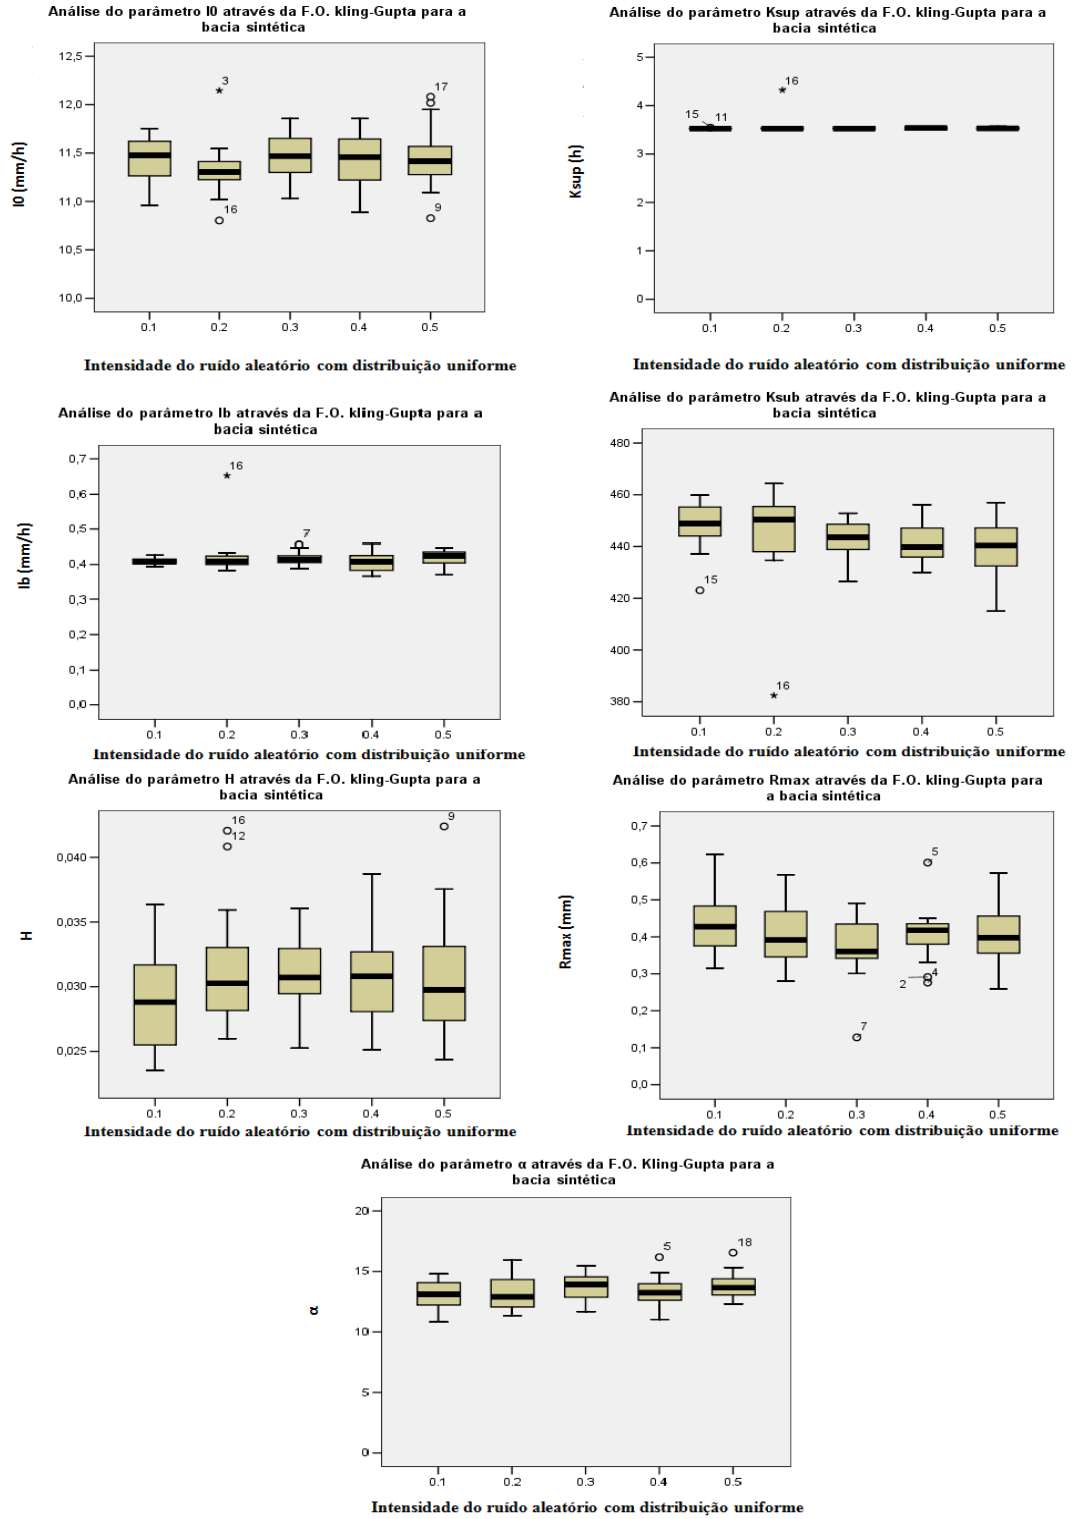 Análise do parâmetro I0 através da F.O. kling-Gupta para a
bacia sintética
I0 (mm/h)
12,5
12,0
11,5
11,0
10,5
10,0
3
16
17
9
0.1 0.2 0.3 0.4 0.5
Intensidade do ruído aleatório com distribuição uniforme
Análise do parâmetro Ksup através da F.O. kling-Gupta para a
bacia sintética
Ksup (h)
5
4
3
2
1
0
15 11
16
0.1 0.2 0.3 0.4 0.5
Intensidade do ruído aleatório com distribuição uniforme
Análise do parâmetro Ib através da F.O. kling-Gupta para a
bacia sintética
Ib (mm/h)
0,7
0,6
0,5
0,4
0,3
0,2
0,1
0,0
16
7
0.1 0.2 0.3 0.4 0.5
Intensidade do ruído aleatório com distribuição uniforme
Análise do parâmetro Ksub através da F.O. kling-Gupta para a
bacia sintética
Ksub (h)
480
460
440
420
400
380
15
16
0.1 0.2 0.3 0.4 0.5
Intensidade do ruído aleatório com distribuição uniforme
Análise do parâmetro H através da F.O. kling-Gupta para a
bacia sintética
H
0,040
0,035
0,030
0,025
16
12
9
0.1 0.2 0.3 0.4 0.5
Intensidade do ruído aleatório com distribuição uniforme
Análise do parâmetro Rmax através da F.O. kling-Gupta para
a bacia sintética
Rmax (mm)
0,7
0,6
0,5
0,4
0,3
0,2
0,1
0,0
7
5
4
2
0.1 0.2 0.3 0.4 0.5
Intensidade do ruído aleatório com distribuição uniforme
Análise do parâmetro α através da F.O. Kling-Gupta para a
bacia sintética
α
20
15
10
5
0
5
18
0.1 0.2 0.3 0.4 0.5
Intensidade do ruído aleatório com distribuição uniforme